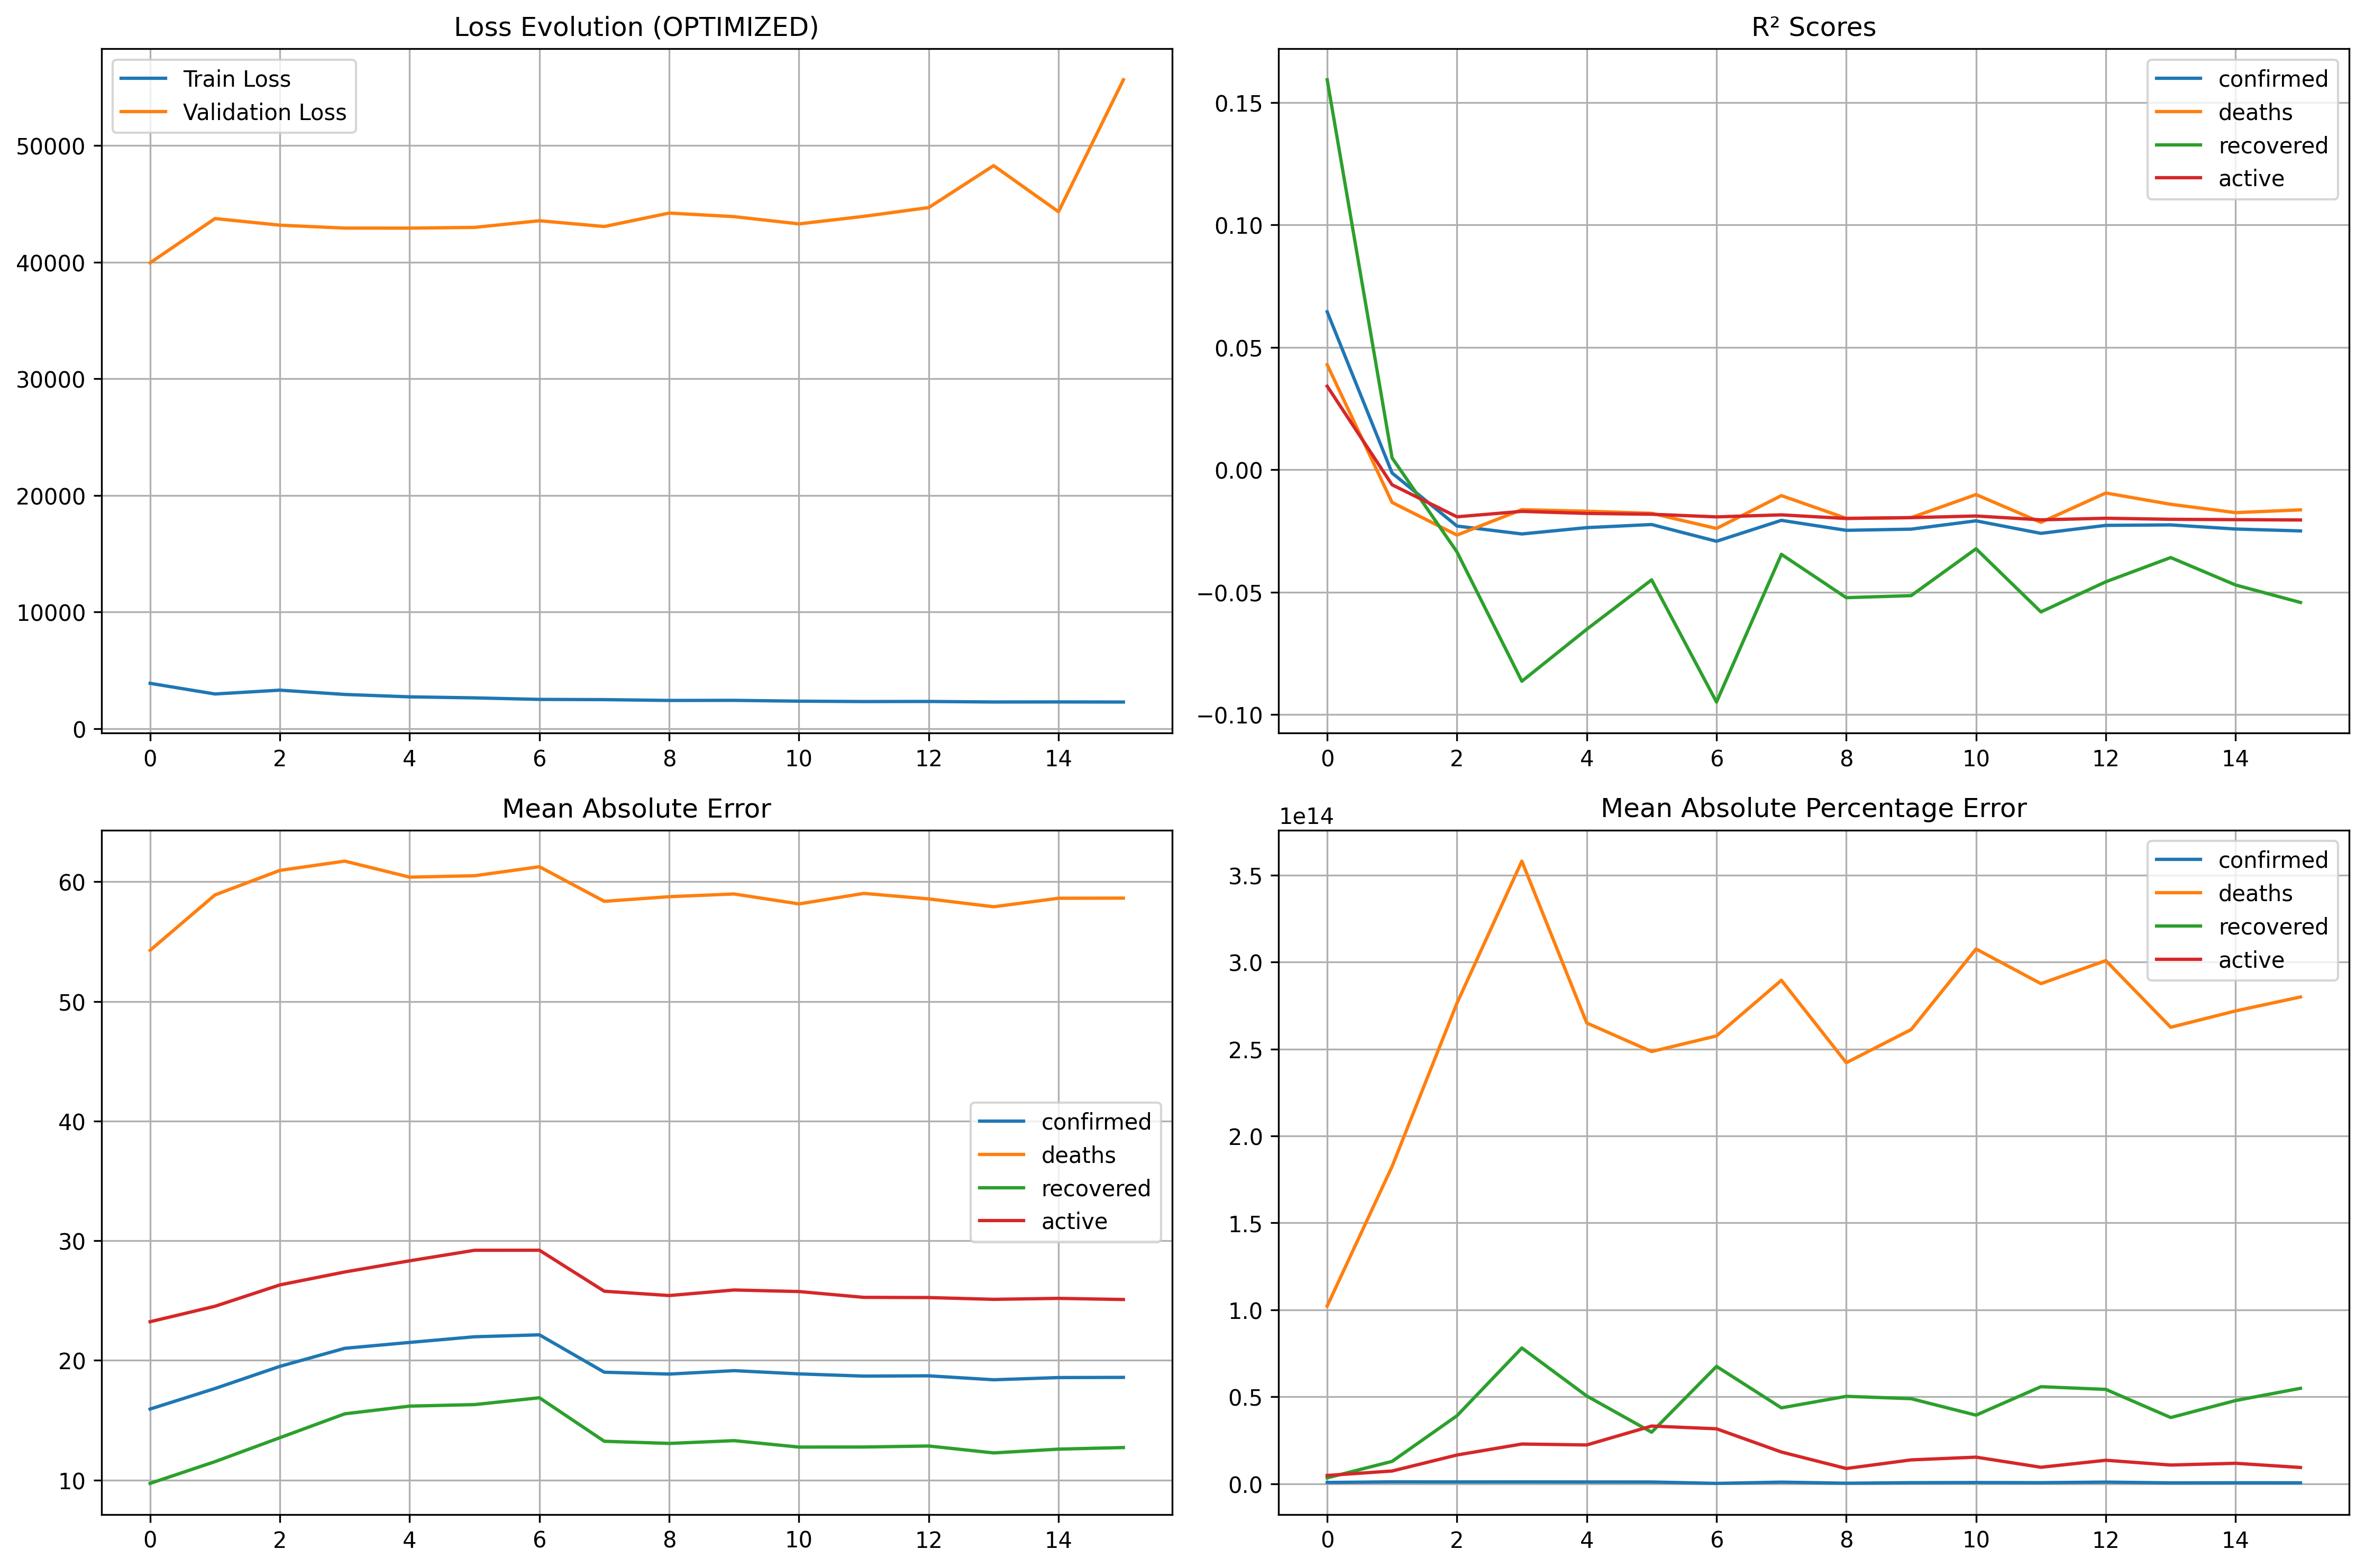 Loss Evolution (OPTIMIZED)
Train Loss
Validation Loss
50000
40000
30000
20000
10000
0
0 2 4 6 8 10 12 14
R² Scores
confirmed
deaths
recovered
active
0.15
0.10
0.05
0.00
−0.05
−0.10
0 2 4 6 8 10 12 14
Mean Absolute Error
60
50
40
30
20
10
confirmed
deaths
recovered
active
0 2 4 6 8 10 12 14
Mean Absolute Percentage Error
1e14
confirmed
deaths
recovered
active
3.5
3.0
2.5
2.0
1.5
1.0
0.5
0.0
0 2 4 6 8 10 12 14